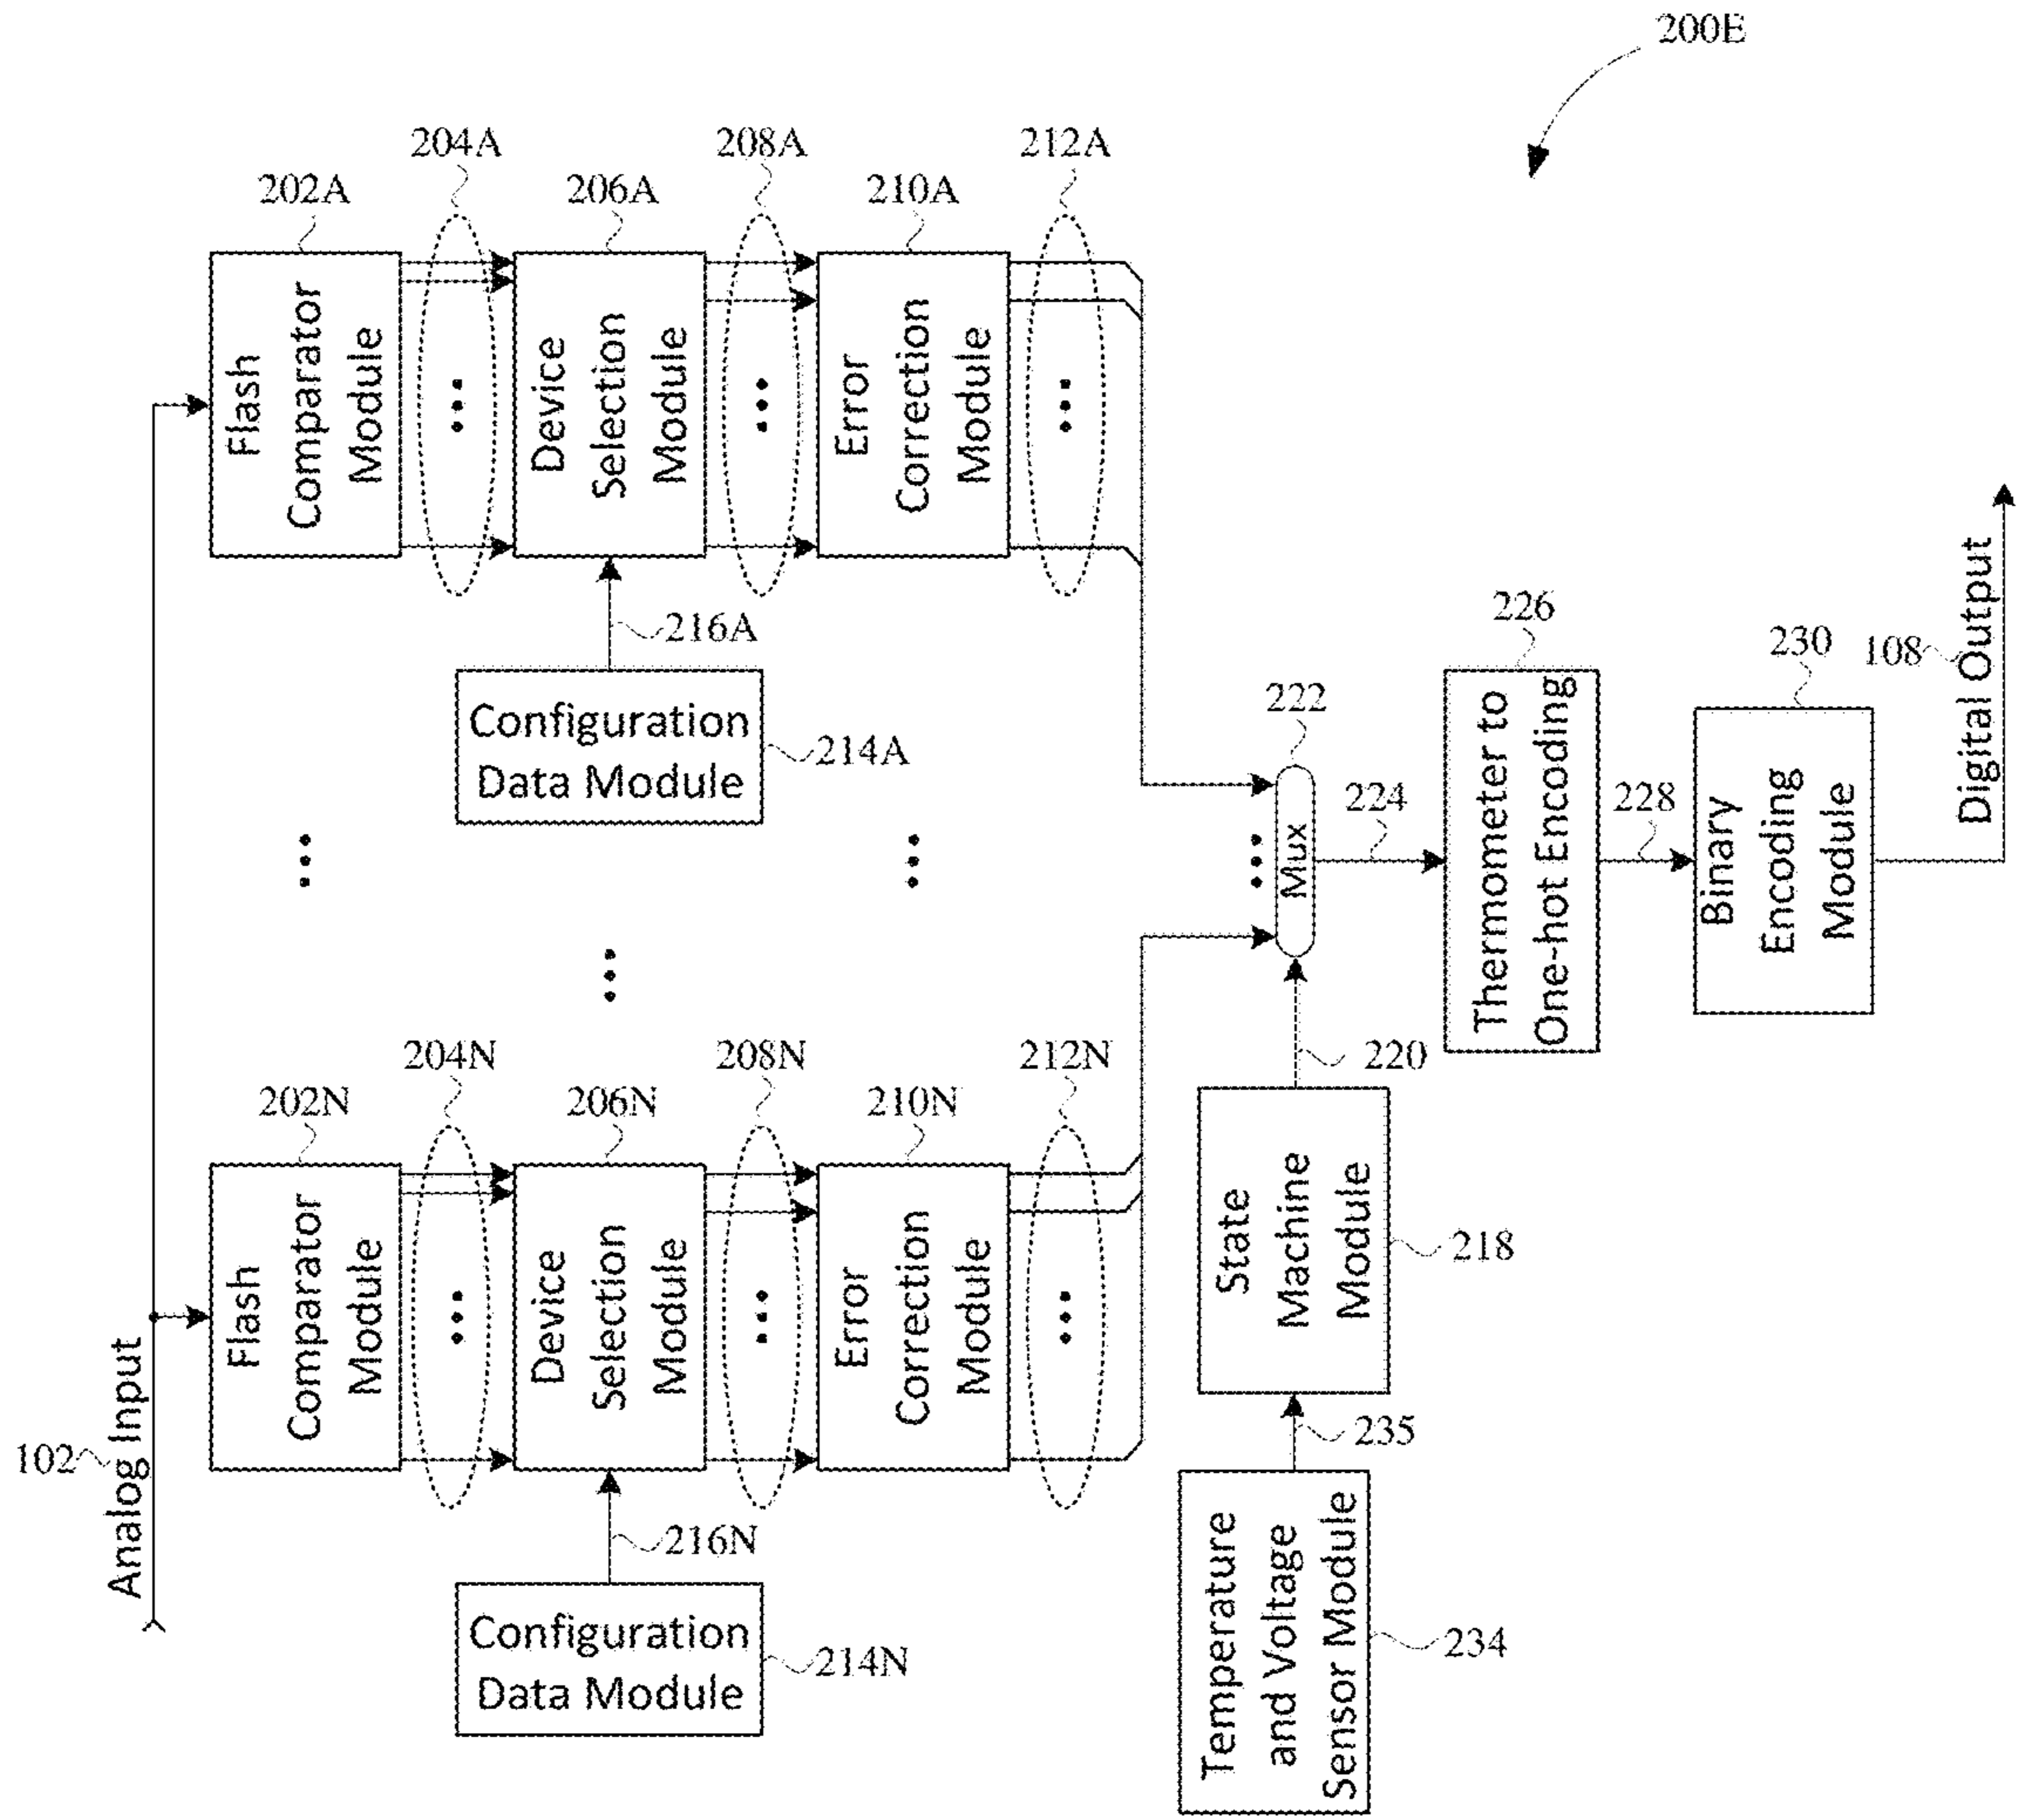 200E
204A
208A
212A
202A
206A
210A
Flash
Comparator
Module
Device
Selection
Module
Error
Correction
Module
216A
Configuration
Data Module
214A
222
Mux
224
226
Thermometer to
One-hot Encoding
228
230
Binary
Encoding
Module
108
Digital Output
204N
208N
212N
202N
206N
210N
220
Flash
Comparator
Module
Device
Selection
Module
Error
Correction
Module
State
Machine
Module
218
102
Analog Input
235
216N
Configuration
Data Module
214N
Temperature
and Voltage
Sensor Module
234